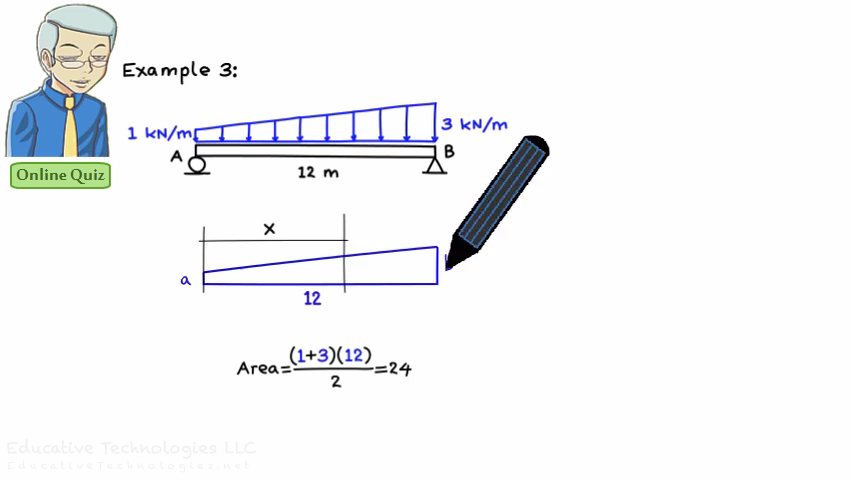 Example 3:
1 kN/m
3 kN/m
A
B
12 m
Online Quiz
x
a
12
Area=(1+3)(12)/2=24
Educative Technologies LLC
EducativeTechnologies.net